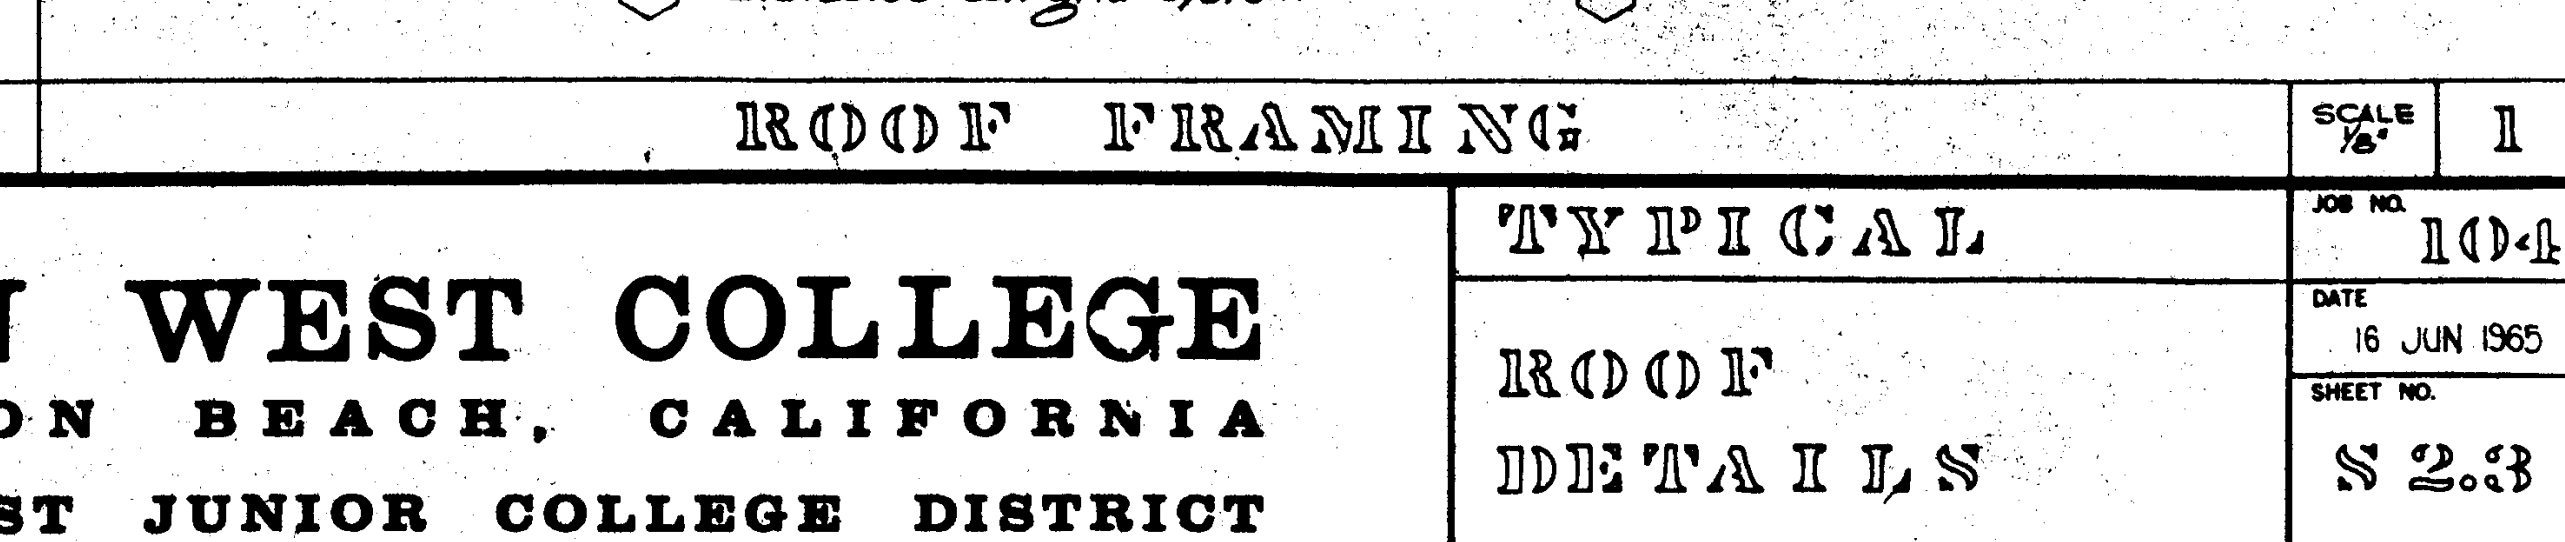 ROOF FRAMING
SCALE
1/8"
1
TYPICAL
JOB NO.
104
WEST COLLEGE
DATE
16 JUN 1965
ROOF
BEACH, CALIFORNIA
SHEET NO.
DETAILS
S 2.3
JUNIOR COLLEGE DISTRICT